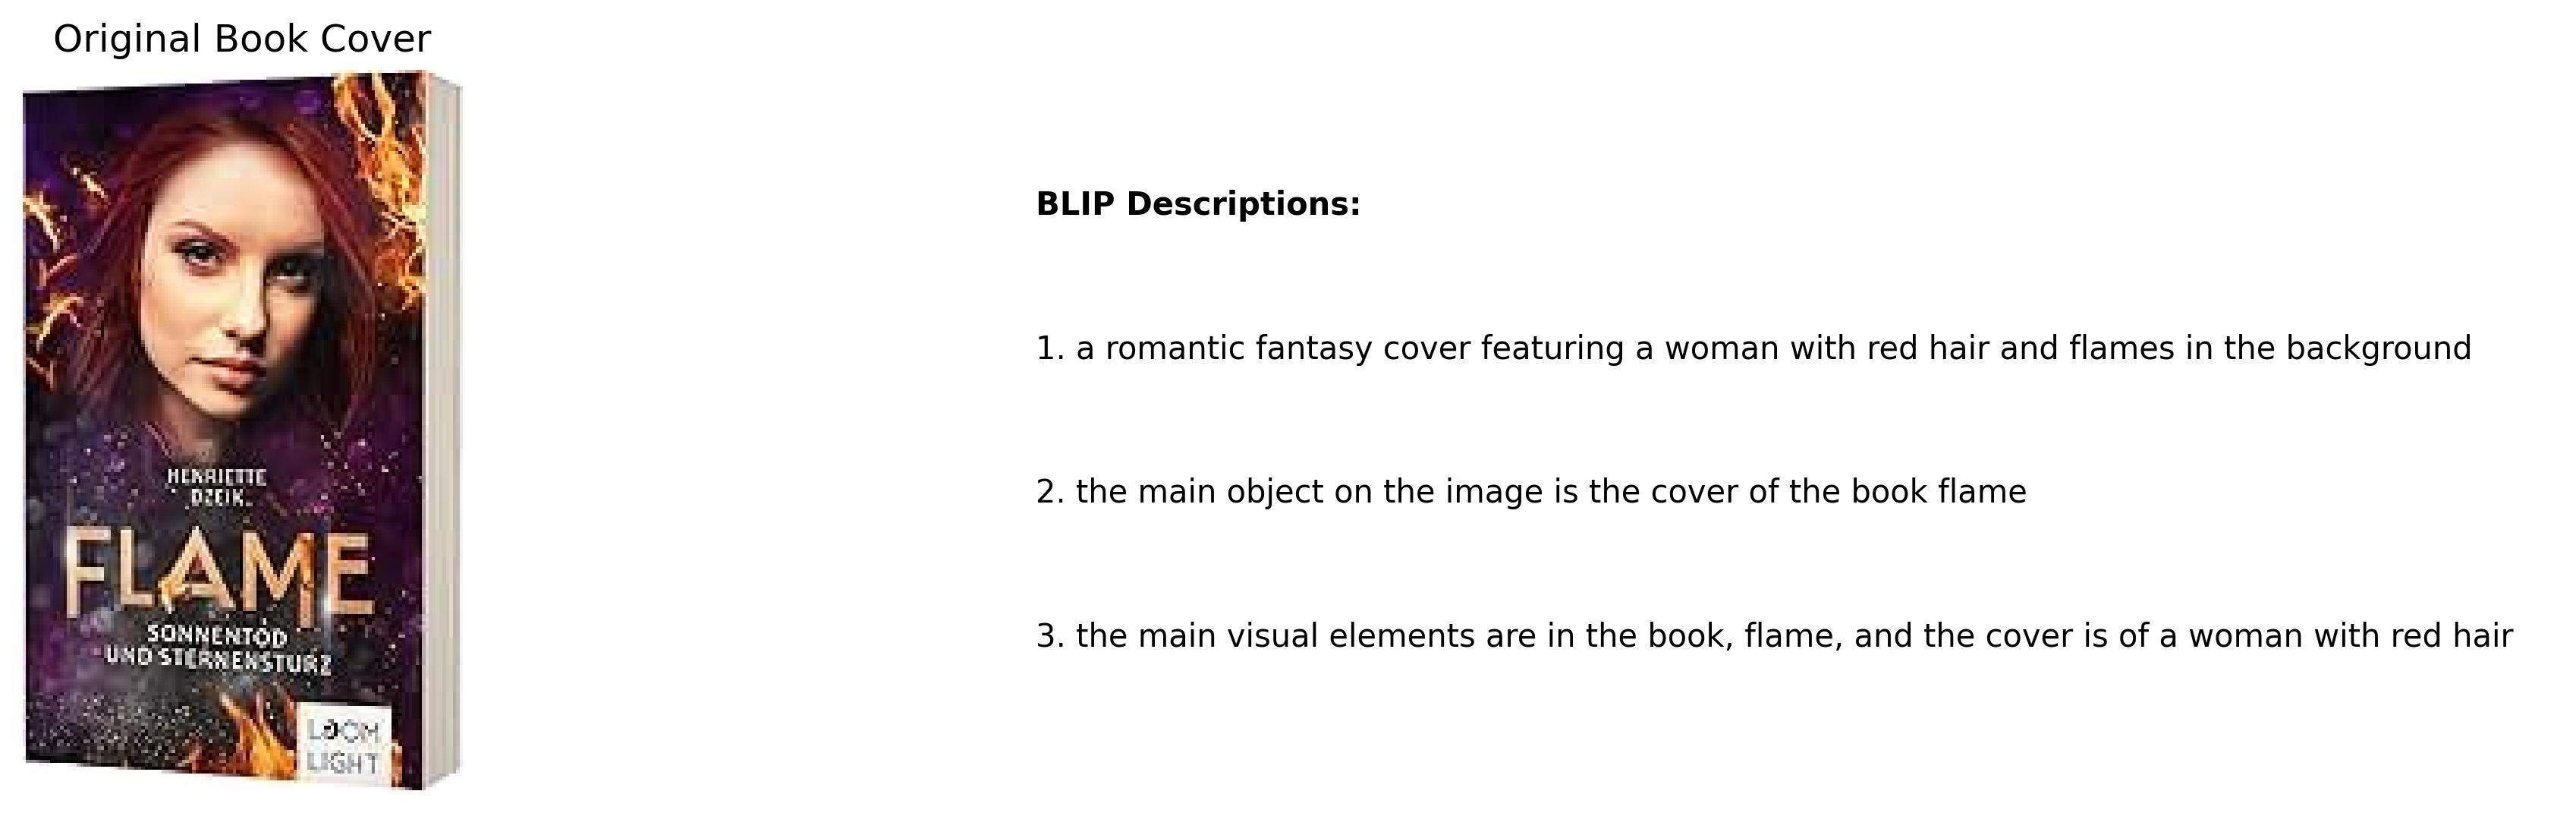 Original Book Cover
HENRIETTE
DZEIK
FLAME
SONNENTOD
UND STERNENSTURZ
LOOM
LIGHT
BLIP Descriptions:
1. a romantic fantasy cover featuring a woman with red hair and flames in the background
2. the main object on the image is the cover of the book flame
3. the main visual elements are in the book, flame, and the cover is of a woman with red hair